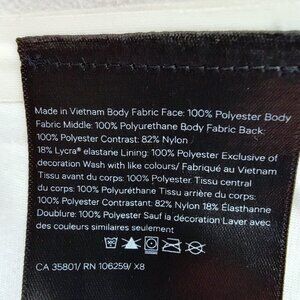 Made in Vietnam Body Fabric Face: 100% Polyester Body
Fabric Middle: 100% Polyurethane Body Fabric Back:
100% Polyester Contrast: 82% Nylon
18% Lycra® elastane Lining: 100% Polyester Exclusive of
decoration Wash with like colours/ Fabriqué au Vietnam
Tissu avant du corps: 100% Polyester. Tissu central
du corps: 100% Polyuréthane Tissu arrière du corps:
100% Polyester Contrastant: 82% Nylon 18% Élasthanne
Doublure: 100% Polyester Sauf la décoration Laver avec
des couleurs similaires seulement
CA 35801/ RN 106259/ X8